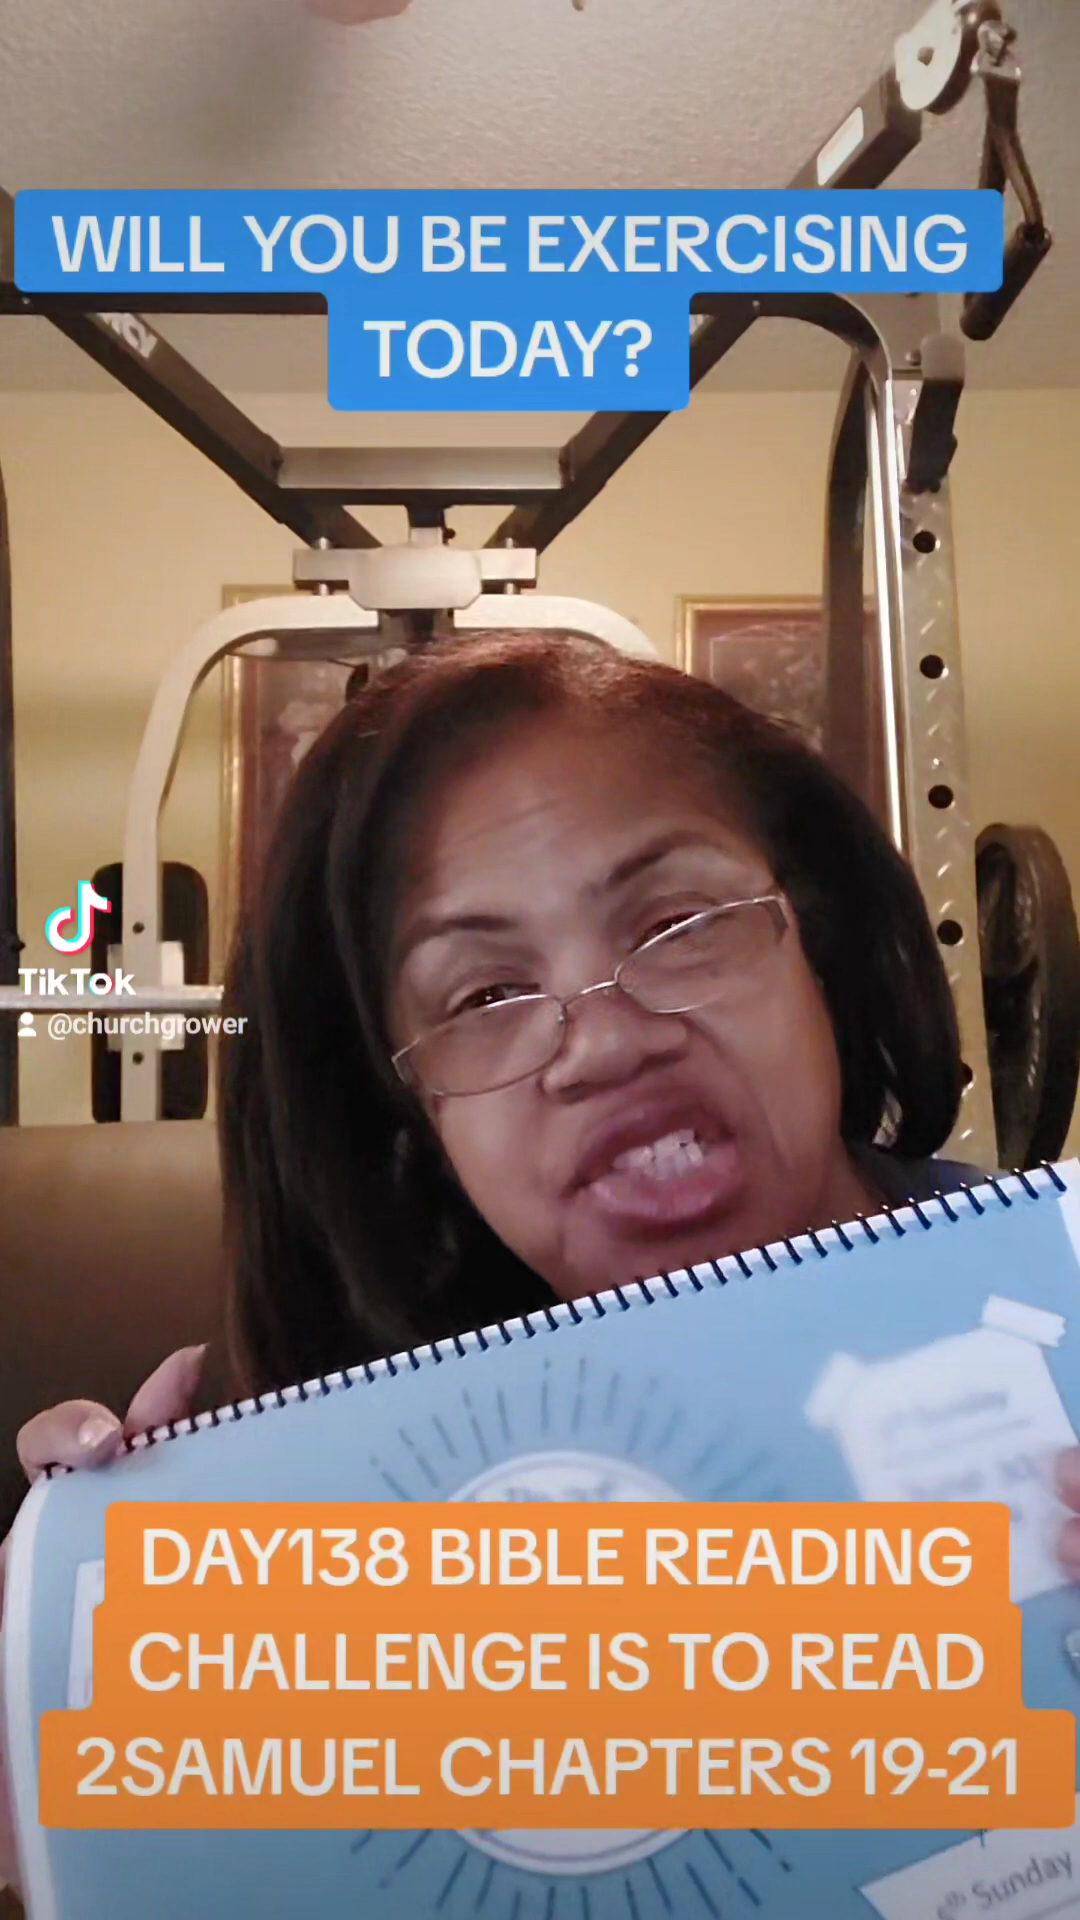 WILL YOU BE EXERCISING
TODAY?
TikTok
@churchgrower
DAY138 BIBLE READING
CHALLENGE IS TO READ
2SAMUEL CHAPTERS 19-21
Sunday